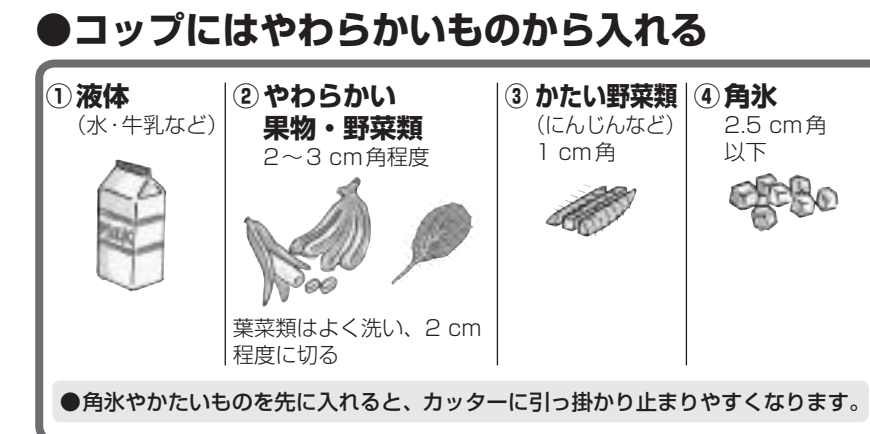 ●コップにはやわらかいものから入れる
① 液体
（水・牛乳など）
② やわらかい
果物・野菜類
2～3 cm角程度
葉菜類はよく洗い、2 cm
程度に切る
③ かたい野菜類
（にんじんなど）
1 cm角
④ 角氷
2.5 cm角
以下
MILK
●角氷やかたいものを先に入れると、カッターに引っ掛かり止まりやすくなります。